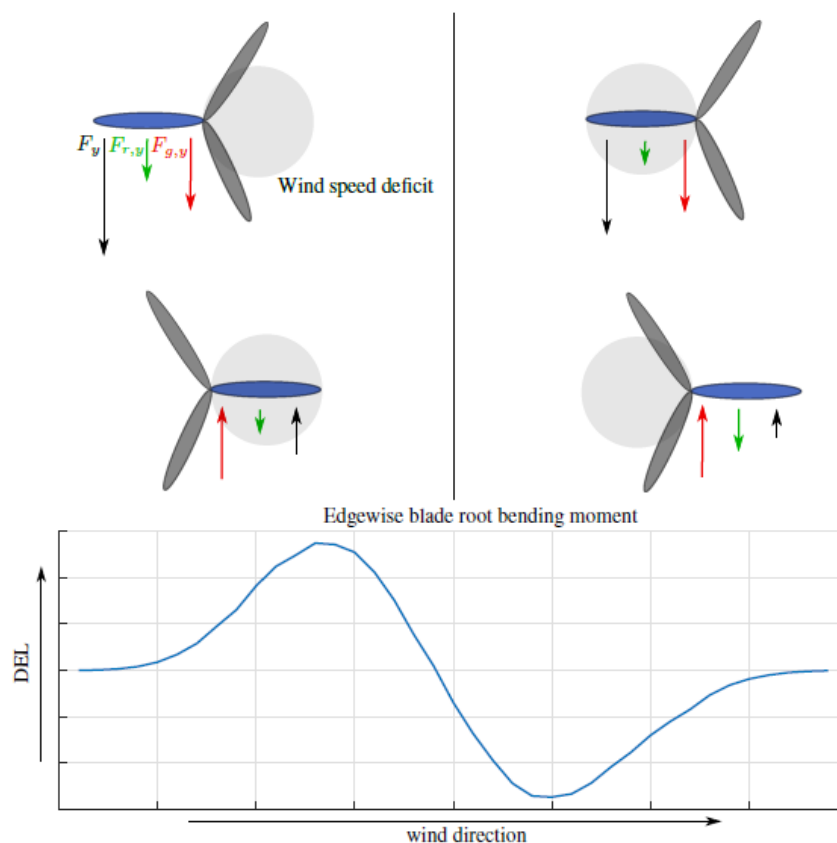 F_y F_{r,y} F_{g,y}
Wind speed deficit
Edgewise blade root bending moment
DEL
wind direction